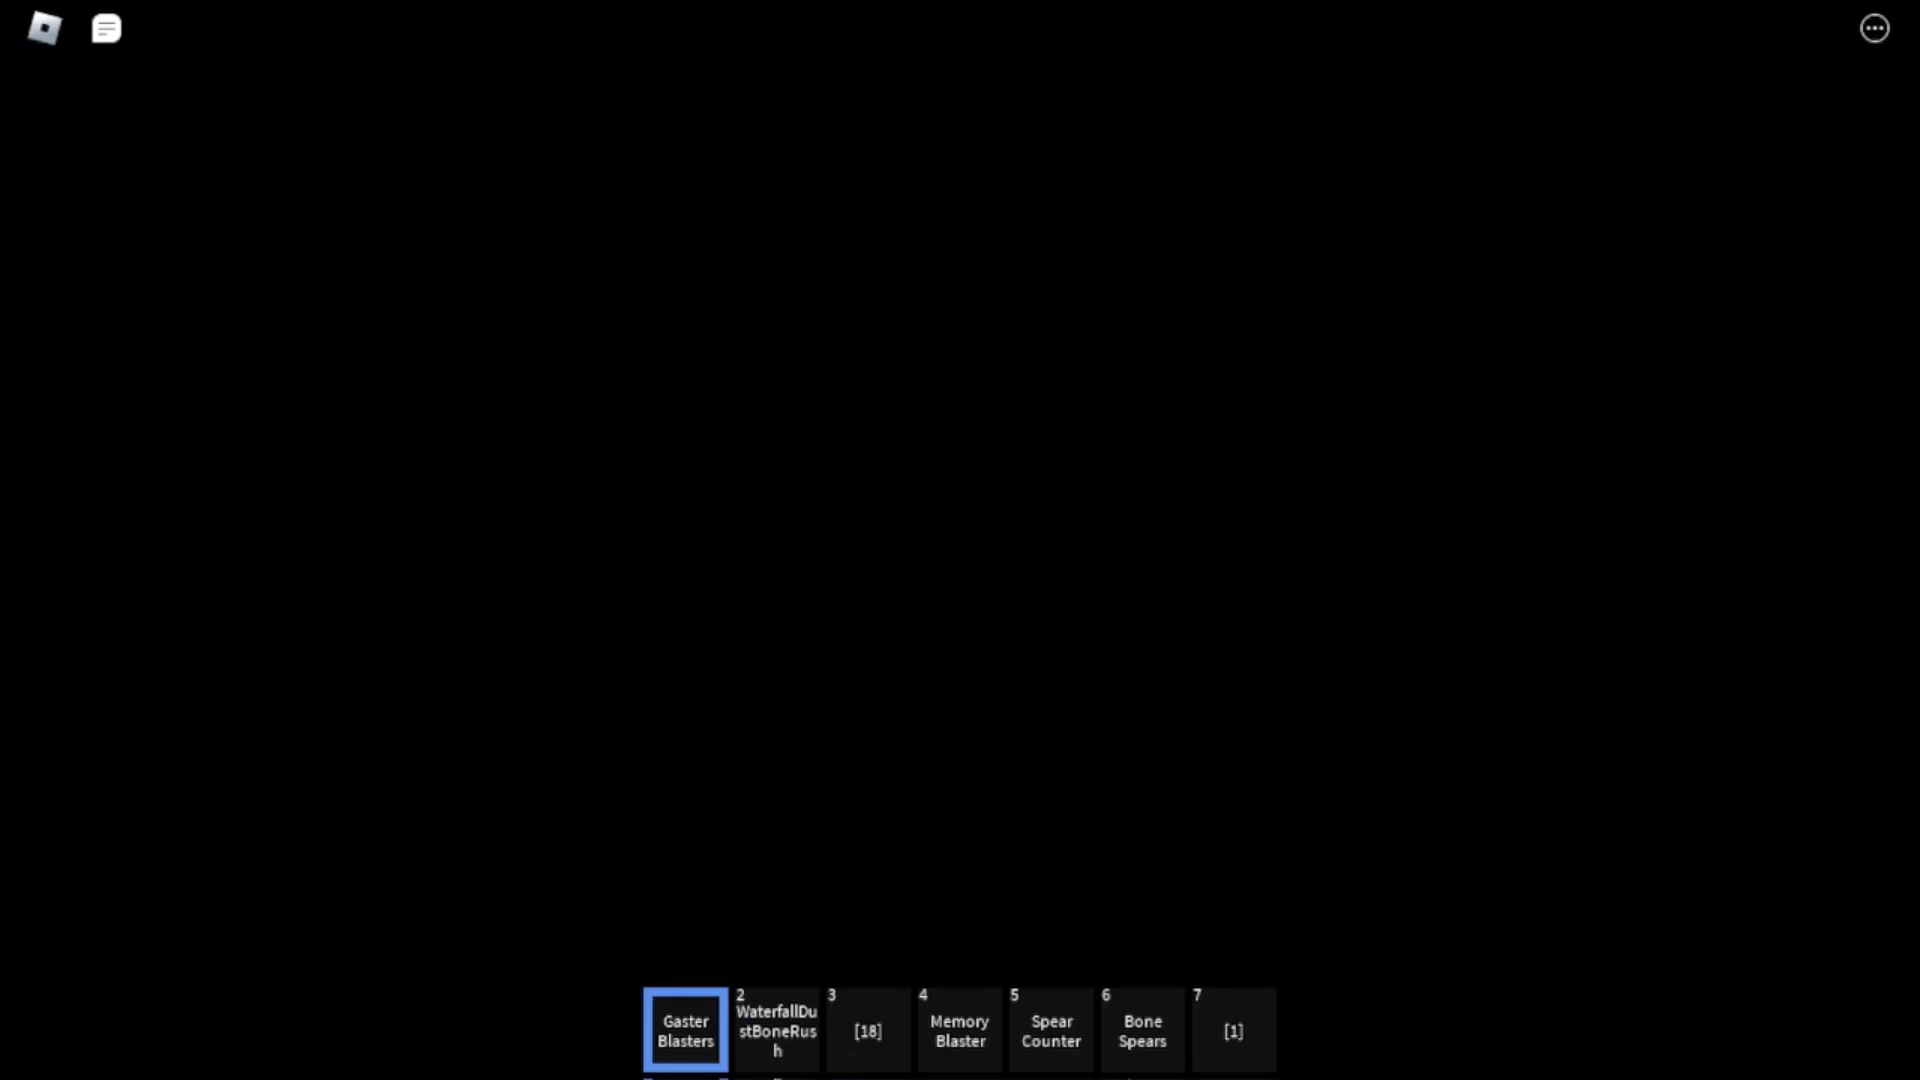 2
3
4
5
6
7
Gaster
Blasters
WaterfallDu
stBoneRus
h
[18]
Memory
Blaster
Spear
Counter
Bone
Spears
[1]